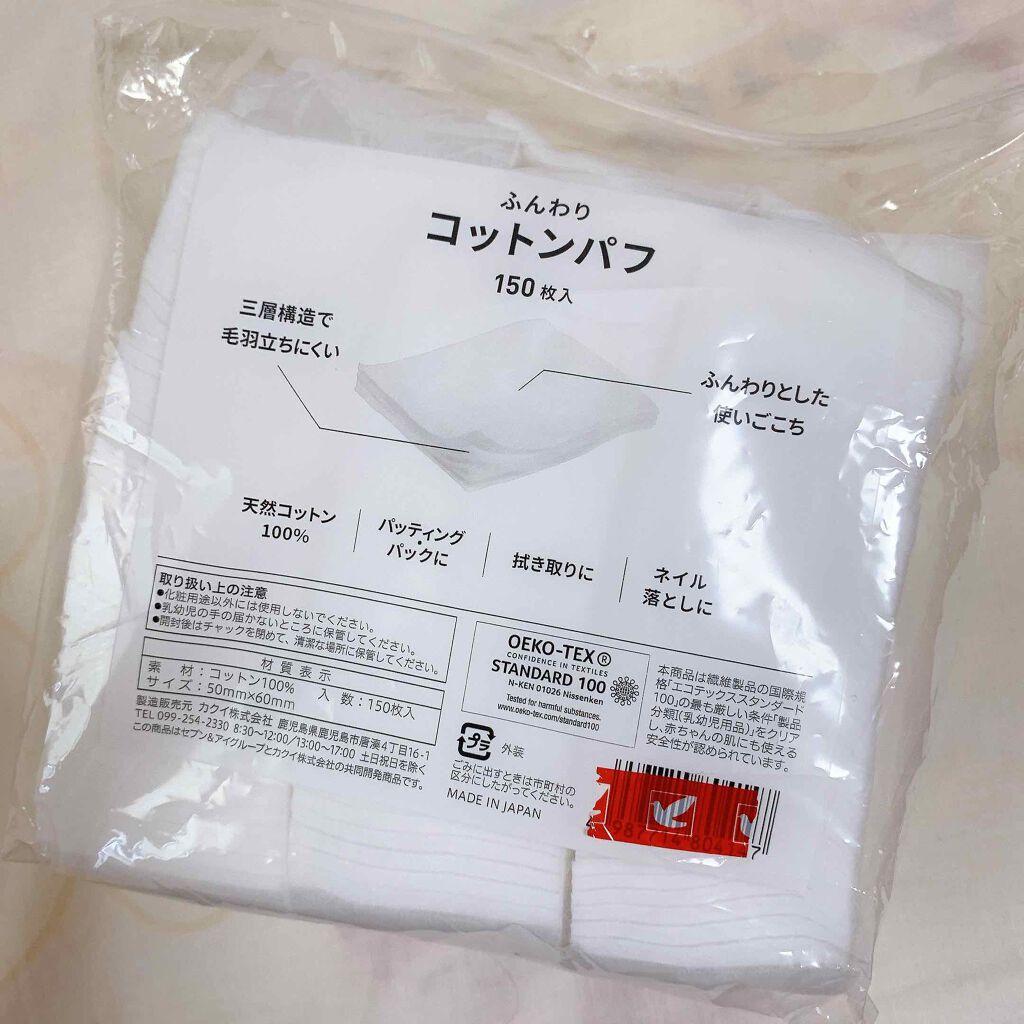 ふんわり
コットンパフ
150枚入
三層構造で
毛羽立ちにくい
ふんわりとした
使いごこち
天然コットン
100%
パッティング・
パックに
拭き取りに
ネイル
落としに
取り扱い上の注意
●化粧用途以外には使用しないでください。
●乳幼児の手の届かないところに保管してください。
●開封後はチャックを閉めて、清潔な場所に保管してください。
材質表示
素 材：コットン100%
サイズ：50mm×60mm 入 数：150枚入
製造販売元 カクイ株式会社 鹿児島県鹿児島市唐湊4丁目16-1
TEL 099-254-2330 8:30〜12:00/13:00〜17:00 土日祝日を除く
この商品はセブン&アイグループとカクイ株式会社の共同開発商品です。
OEKO-TEX®
CONFIDENCE IN TEXTILES
STANDARD 100
N-KEN 01026 Nissenken
Tested for harmful substances.
www.oeko-tex.com/standard100
プラ 外装
ごみに出すときは市町村の
区分にしたがってください。
MADE IN JAPAN
本商品は繊維製品の国際規
格「エコテックススタンダード
100」の最も厳しい条件「製品
分類I(乳幼児用品)」をクリア
、赤ちゃんの肌にも使える
安全性が認められています。